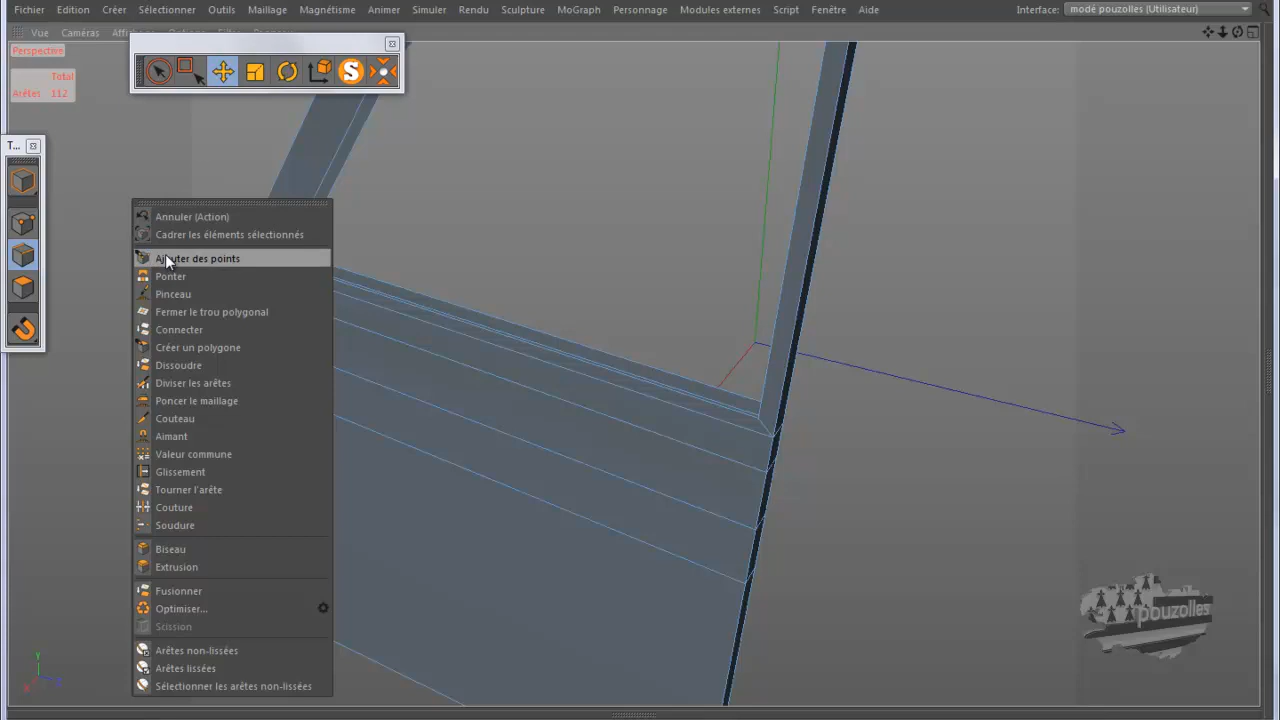 Fichier Edition Créer Sélectionner Outils Maillage Magnétisme Animer Simuler Rendu Sculpture MoGraph Personnage Modules externes Script Fenêtre Aide Interface: modé pouzolles (Utilisateur)
Vue Caméras
Perspective
Total
Arêtes 112
T...
Annuler (Action)
Cadrer les éléments sélectionnés
Ajouter des points
Ponter
Pinceau
Fermer le trou polygonal
Connecter
Créer un polygone
Dissoudre
Diviser les arêtes
Poncer le maillage
Couteau
Aimant
Valeur commune
Glissement
Tourner l'arête
Couture
Soudure
Biseau
Extrusion
Fusionner
Optimiser...
Scission
Arêtes non-lissées
Arêtes lissées
Sélectionner les arêtes non-lissées
pouzolles
Y